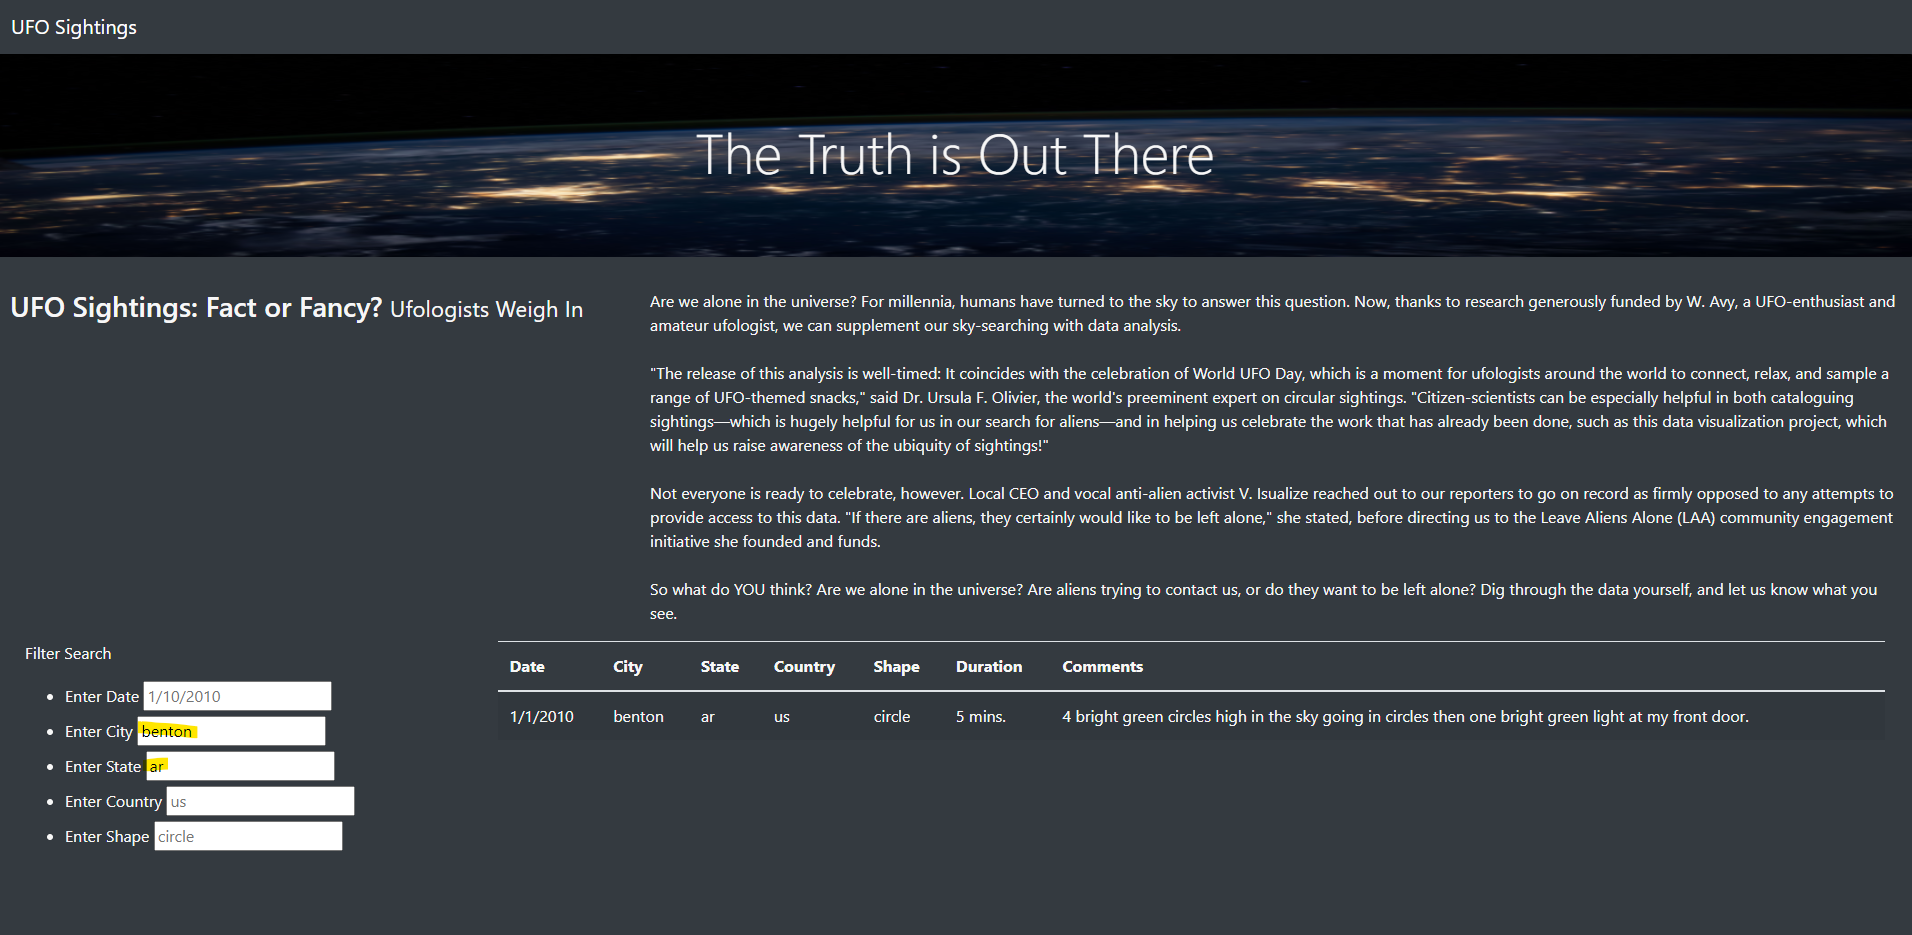 UFO Sightings
The Truth is Out There
UFO Sightings: Fact or Fancy? Ufologists Weigh In
Are we alone in the universe? For millennia, humans have turned to the sky to answer this question. Now, thanks to research generously funded by W. Avy, a UFO-enthusiast and
amateur ufologist, we can supplement our sky-searching with data analysis.
"The release of this analysis is well-timed: It coincides with the celebration of World UFO Day, which is a moment for ufologists around the world to connect, relax, and sample a
range of UFO-themed snacks," said Dr. Ursula F. Olivier, the world's preeminent expert on circular sightings. "Citizen-scientists can be especially helpful in both cataloguing
sightings—which is hugely helpful for us in our search for aliens—and in helping us celebrate the work that has already been done, such as this data visualization project, which
will help us raise awareness of the ubiquity of sightings!"
Not everyone is ready to celebrate, however. Local CEO and vocal anti-alien activist V. Isualize reached out to our reporters to go on record as firmly opposed to any attempts to
provide access to this data. "If there are aliens, they certainly would like to be left alone," she stated, before directing us to the Leave Aliens Alone (LAA) community engagement
initiative she founded and funds.
So what do YOU think? Are we alone in the universe? Are aliens trying to contact us, or do they want to be left alone? Dig through the data yourself, and let us know what you
see.
Filter Search
Enter Date 1/10/2010
Enter City benton
Enter State ar
Enter Country us
Enter Shape circle
Date City State Country Shape Duration Comments
1/1/2010 benton ar us circle 5 mins. 4 bright green circles high in the sky going in circles then one bright green light at my front door.